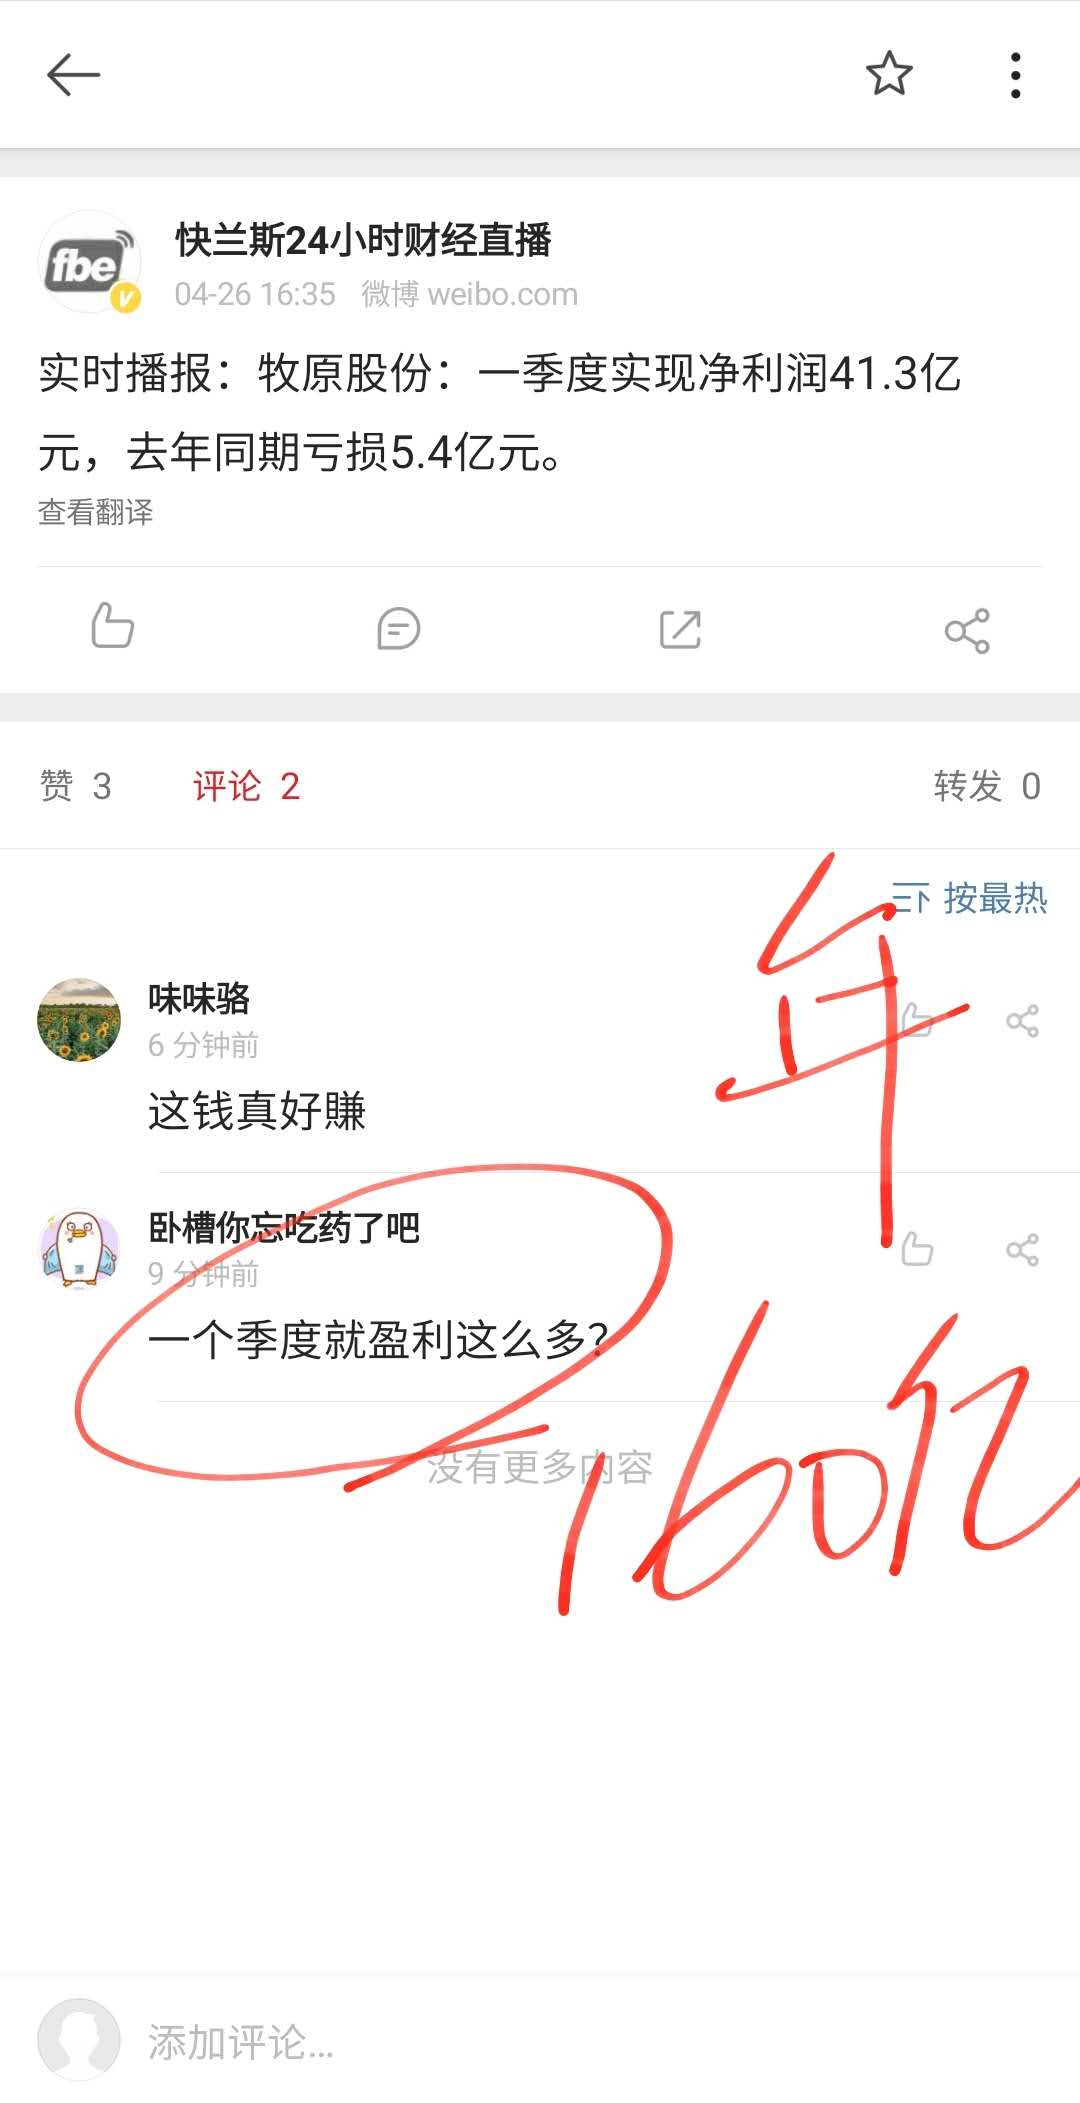 fbe
快兰斯24小时财经直播
04-26 16:35 微博 weibo.com
实时播报：牧原股份：一季度实现净利润41.3亿
元，去年同期亏损5.4亿元。
查看翻译
赞 3 评论 2 转发 0
按最热
味味骆
6 分钟前
这钱真好賺
年
卧槽你忘吃药了吧
9 分钟前
一个季度就盈利这么多？
没有更多内容
160亿
添加评论...